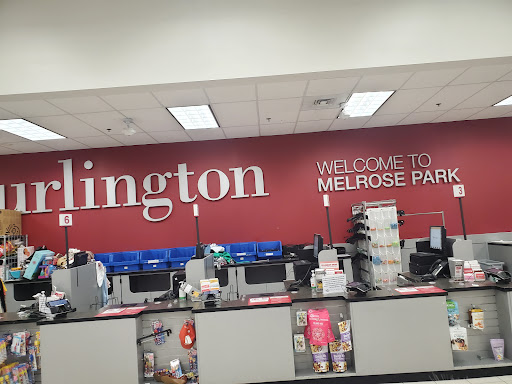 urlington
WELCOME TO
MELROSE PARK
6
3